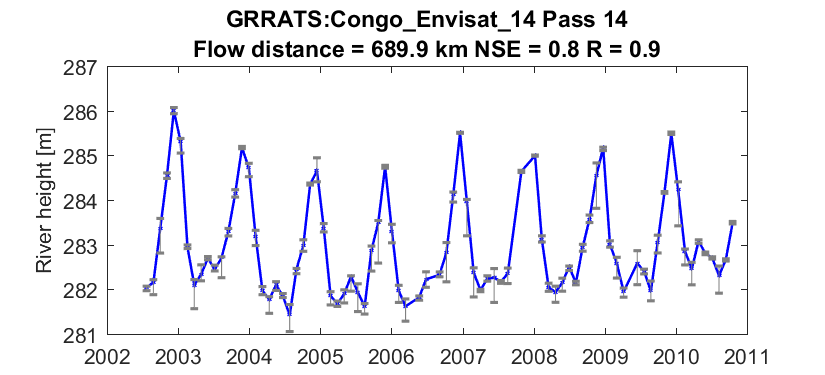 GRRATS:Congo_Envisat_14 Pass 14
Flow distance = 689.9 km NSE = 0.8 R = 0.9
287
286
285
284
283
282
281
River height [m]
2002 2003 2004 2005 2006 2007 2008 2009 2010 2011